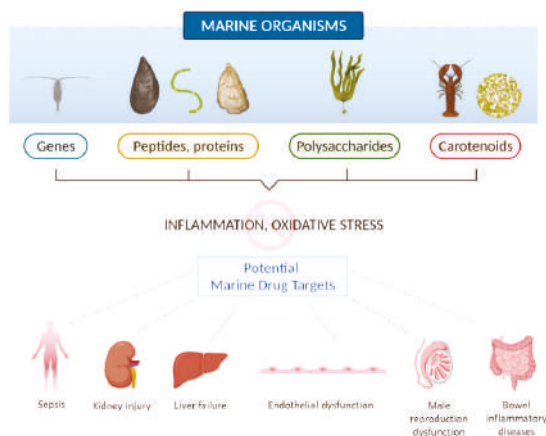 MARINE ORGANISMS
Genes
Peptides, proteins
Polysaccharides
Carotenoids
INFLAMMATION, OXIDATIVE STRESS
Potential
Marine Drug Targets
Sepsis
Kidney injury
Liver failure
Endothelial dysfunction
Male
reproduction
dysfunction
Bowel
inflammatory
diseases